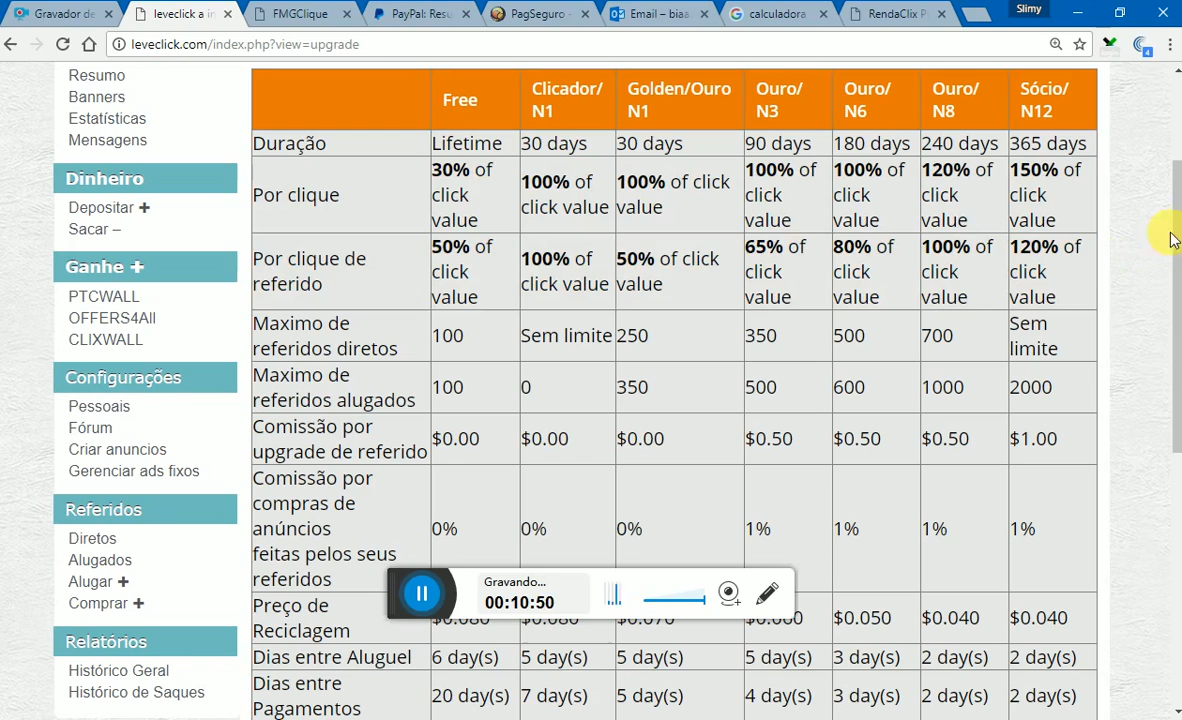 Gravador de
leveclick a in
FMGClique
PayPal: Resu
PagSeguro -
Email – biaa
calculadora
RendaClix P
Slimy
leveclick.com/index.php?view=upgrade
Resumo
Banners
Estatísticas
Mensagens
Dinheiro
Depositar +
Sacar –
Ganhe +
PTCWALL
OFFERS4All
CLIXWALL
Configurações
Pessoais
Fórum
Criar anuncios
Gerenciar ads fixos
Referidos
Diretos
Alugados
Alugar +
Comprar +
Relatórios
Histórico Geral
Histórico de Saques
Free
Clicador/
N1
Golden/Ouro
N1
Ouro/
N3
Ouro/
N6
Ouro/
N8
Sócio/
N12
Duração
Lifetime
30 days
30 days
90 days
180 days
240 days
365 days
Por clique
30% of
click
value
100% of
click value
100% of click
value
100% of
click
value
100% of
click
value
120% of
click
value
150% of
click
value
Por clique de
referido
50% of
click
value
100% of
click value
50% of click
value
65% of
click
value
80% of
click
value
100% of
click
value
120% of
click
value
Maximo de
referidos diretos
100
Sem limite
250
350
500
700
Sem
limite
Maximo de
referidos alugados
100
0
350
500
600
1000
2000
Comissão por
upgrade de referido
$0.00
$0.00
$0.00
$0.50
$0.50
$0.50
$1.00
Comissão por
compras de
anúncios
feitas pelos seus
referidos
0%
0%
0%
1%
1%
1%
1%
Preço de
Reciclagem
$0.050
$0.040
$0.040
Dias entre Aluguel
6 day(s)
5 day(s)
5 day(s)
5 day(s)
3 day(s)
2 day(s)
2 day(s)
Dias entre
Pagamentos
20 day(s)
7 day(s)
5 day(s)
4 day(s)
3 day(s)
2 day(s)
2 day(s)
Gravando...
00:10:50
4